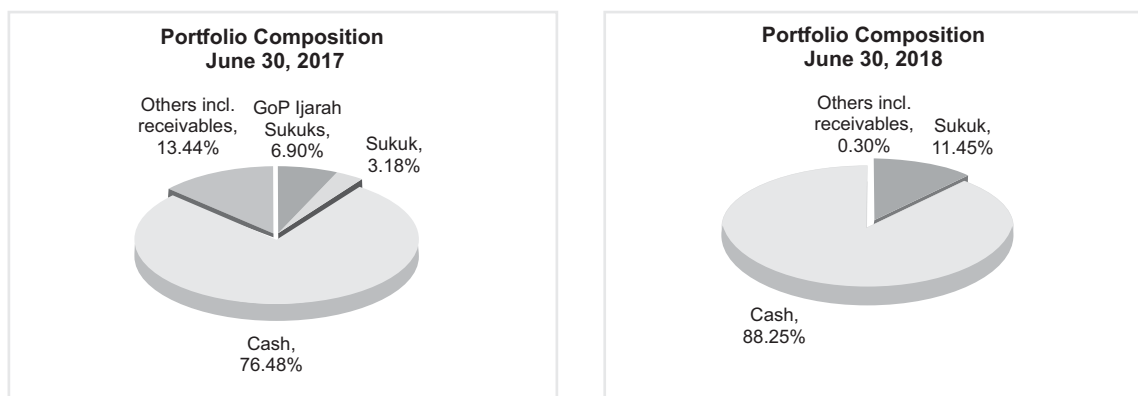 Portfolio Composition
June 30, 2017
Others incl.
receivables,
13.44%
GoP Ijarah
Sukuks,
6.90%
Sukuk,
3.18%
Cash,
76.48%
Portfolio Composition
June 30, 2018
Others incl.
receivables,
0.30%
Sukuk,
11.45%
Cash,
88.25%